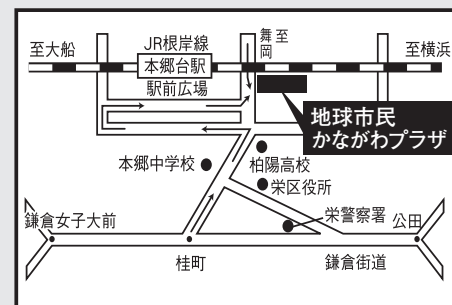 舞岡
至
JR根岸線
至大船
至横浜
本郷台駅
駅前広場
地球市民
かながわプラザ
本郷中学校
柏陽高校
栄区役所
鎌倉女子大前
栄警察署
公田
桂町
鎌倉街道